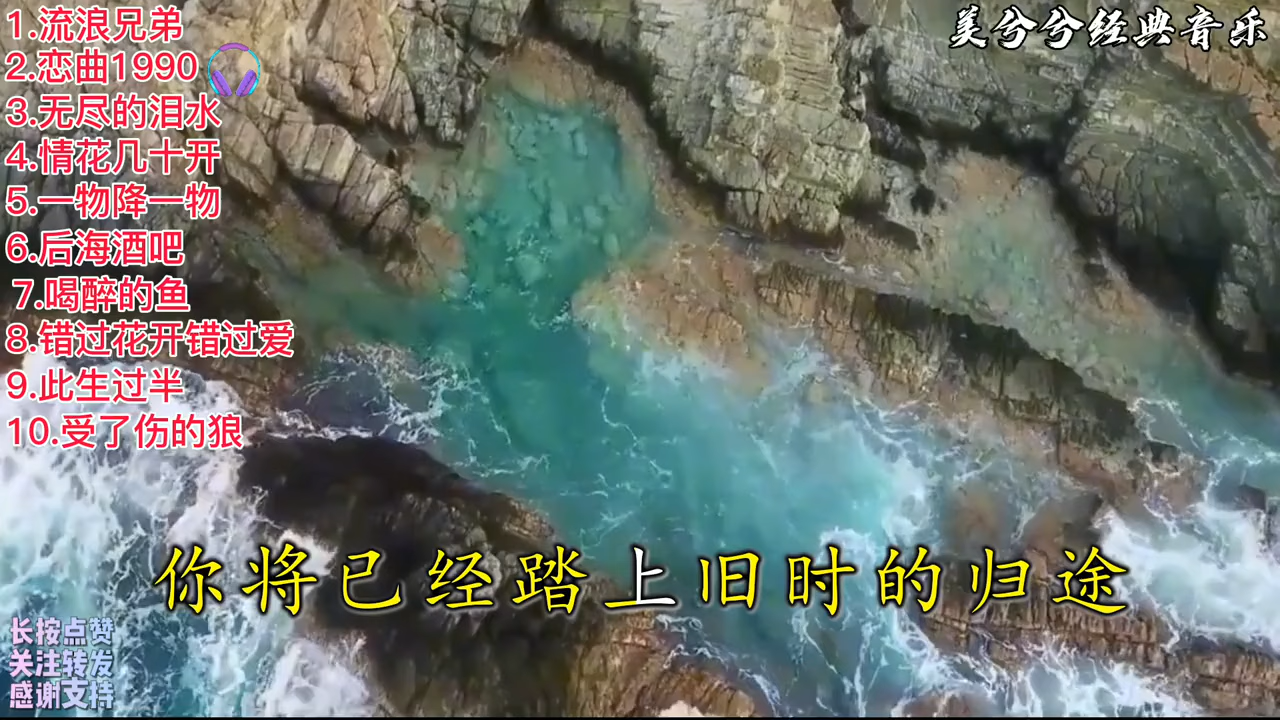 1.流浪兄弟
2.恋曲1990
3.无尽的泪水
4.情花几十开
5.一物降一物
6.后海酒吧
7.喝醉的鱼
8.错过花开错过爱
9.此生过半
10.受了伤的狼
美兮兮经典音乐
你将已经踏上旧时的归途
长按点赞
关注转发
感谢支持